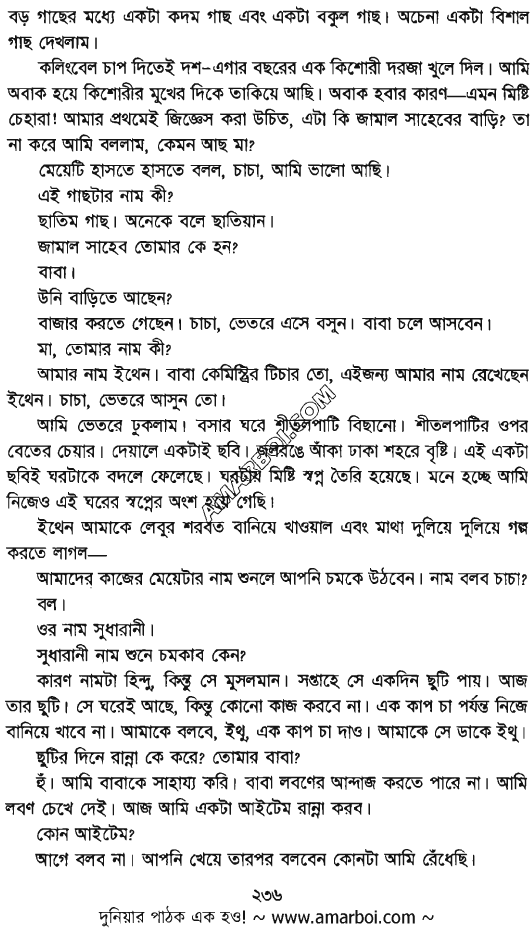 বড় গাছের মধ্যে একটা কদম গাছ এবং একটা বকুল গাছ। অচেনা একটা বিশাল
গাছ দেখলাম।
কলিংবেল চাপ দিতেই দশ-এগার বছরের এক কিশোরী দরজা খুলে দিল। আমি
অবাক হয়ে কিশোরীর মুখের দিকে তাকিয়ে আছি। অবাক হবার কারণ—এমন মিষ্টি
চেহারা! আমার প্রথমেই জিজ্ঞেস করা উচিত, এটা কি জামাল সাহেবের বাড়ি? তা
না করে আমি বললাম, কেমন আছ মা?
মেয়েটি হাসতে হাসতে বলল, চাচা, আমি ভালো আছি।
এই গাছটার নাম কী?
ছাতিম গাছ। অনেকে বলে ছাতিয়ান।
জামাল সাহেব তোমার কে হন?
বাবা।
উনি বাড়িতে আছেন?
বাজার করতে গেছেন। চাচা, ভেতরে এসে বসুন। বাবা চলে আসবেন।
মা, তোমার নাম কী?
আমার নাম ইথেন। বাবা কেমিস্ট্রির টিচার তো, এইজন্য আমার নাম রেখেছেন
ইথেন। চাচা, ভেতরে আসুন তো।
আমি ভেতরে ঢুকলাম। বসার ঘরে শীতলপাটি বিছানো। শীতলপাটির ওপর
বেতের চেয়ার। দেয়ালে একটাই ছবি। জলরঙে আঁকা ঢাকা শহরে বৃষ্টি। এই একটা
ছবিই ঘরটাকে বদলে ফেলেছে। ঘরটায় মিষ্টি স্বপ্ন তৈরি হয়েছে। মনে হচ্ছে আমি
নিজেও এই ঘরের স্বপ্নের অংশ হয়ে গেছি।
ইথেন আমাকে লেবুর শরবত বানিয়ে খাওয়াল এবং মাথা দুলিয়ে দুলিয়ে গল্প
করতে লাগল—
আমাদের কাজের মেয়েটার নাম শুনলে আপনি চমকে উঠবেন। নাম বলব চাচা?
বল।
ওর নাম সুধারানী।
সুধারানী নাম শুনে চমকাব কেন?
কারণ নামটা হিন্দু, কিন্তু সে মুসলমান। সপ্তাহে সে একদিন ছুটি পায়। আজ
তার ছুটি। সে ঘরেই আছে, কিন্তু কোনো কাজ করবে না। এক কাপ চা পর্যন্ত নিজে
বানিয়ে খাবে না। আমাকে বলবে, ইথু, এক কাপ চা দাও। আমাকে সে ডাকে ইথু।
ছুটির দিনে রান্না কে করে? তোমার বাবা?
হুঁ। আমি বাবাকে সাহায্য করি। বাবা লবণের আন্দাজ করতে পারে না। আমি
লবণ চেখে দেই। আজ আমি একটা আইটেম রান্না করব।
কোন আইটেম?
আগে বলব না। আপনি খেয়ে তারপর বলবেন কোনটা আমি রেঁধেছি।
২৩৬
দুনিয়ার পাঠক এক হও! ~ www.amarboi.com ~
AMARBOI.COM